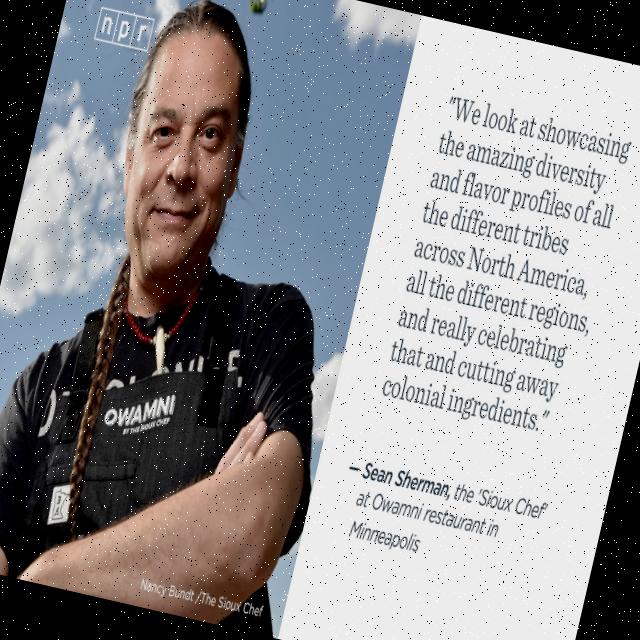 npr
"We look at showcasing
the amazing diversity
and flavor profiles of all
the different tribes
across North America,
all the different regions,
and really celebrating
that and cutting away
colonial ingredients."
— Sean Sherman, the 'Sioux Chef'
at Owamni restaurant in
Minneapolis
OWAMNI
BY THE SIOUX CHEF
Nancy Bundt /The Sioux Chef